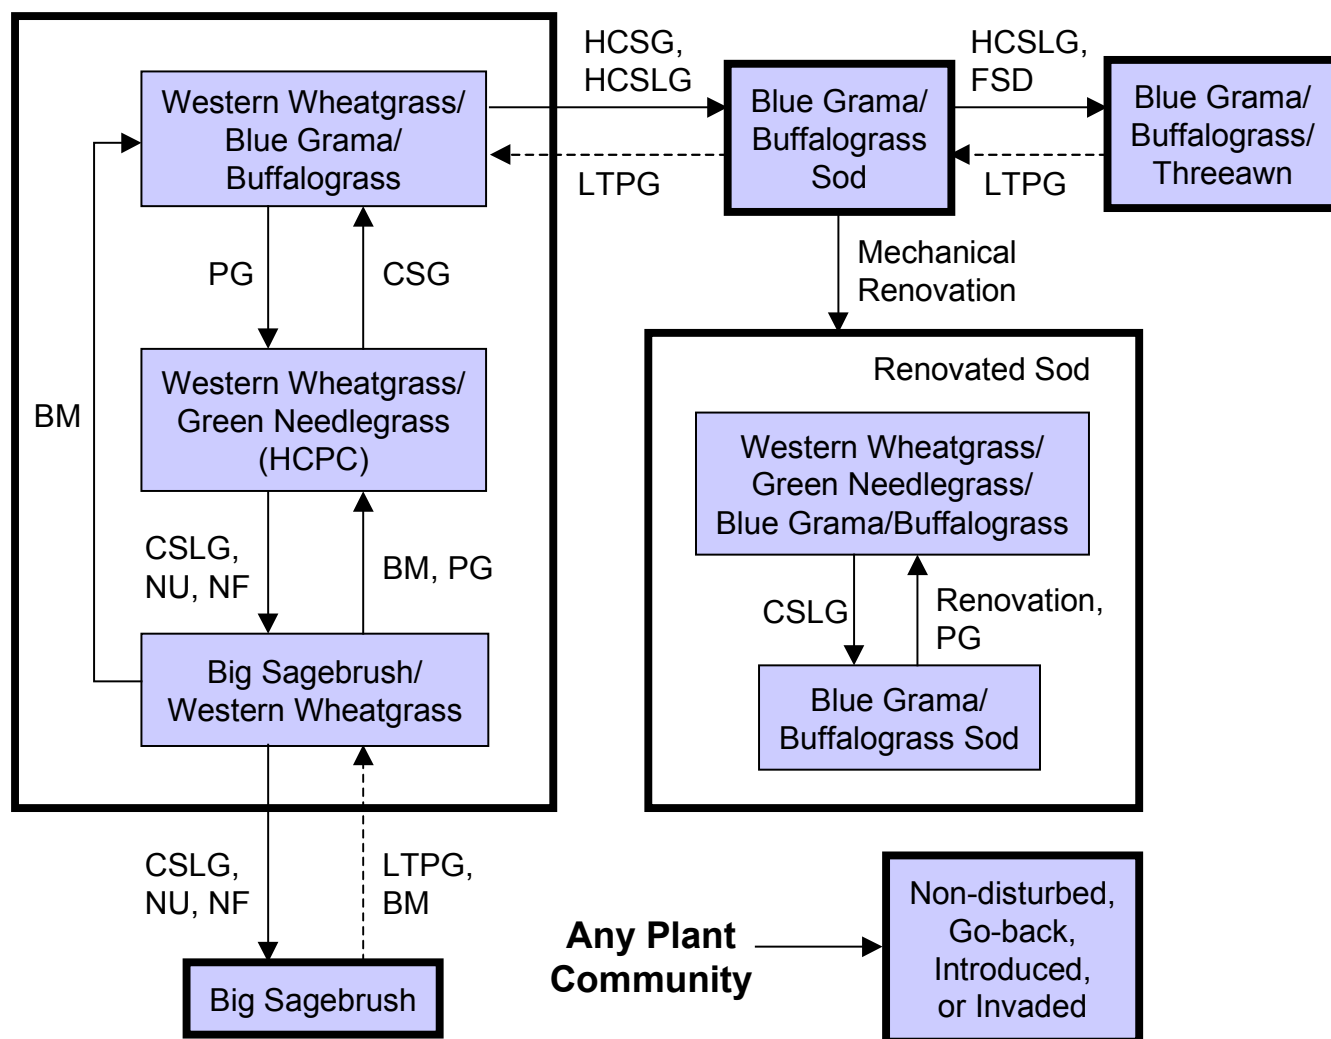 Western Wheatgrass/
Blue Grama/
Buffalograss
HCSG,
HCSLG
LTPG
Blue Grama/
Buffalograss
Sod
HCSLG,
FSD
LTPG
Blue Grama/
Buffalograss/
Threeawn
PG
CSG
BM
Western Wheatgrass/
Green Needlegrass
(HCPC)
CSLG,
NU, NF
BM, PG
Big Sagebrush/
Western Wheatgrass
CSLG,
NU, NF
LTPG,
BM
Big Sagebrush
Mechanical
Renovation
Renovated Sod
Western Wheatgrass/
Green Needlegrass/
Blue Grama/Buffalograss
CSLG
Renovation,
PG
Blue Grama/
Buffalograss Sod
Any Plant
Community
Non-disturbed,
Go-back,
Introduced,
or Invaded